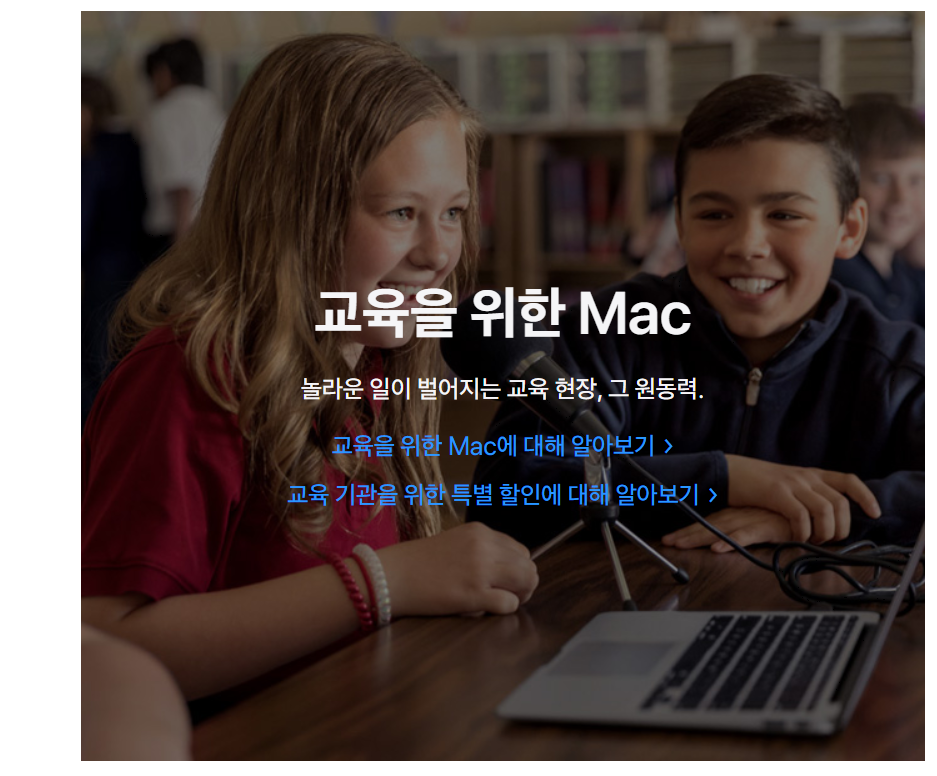 교육을 위한 Mac
놀라운 일이 벌어지는 교육 현장, 그 원동력.
교육을 위한 Mac에 대해 알아보기 >
교육 기관을 위한 특별 할인에 대해 알아보기 >